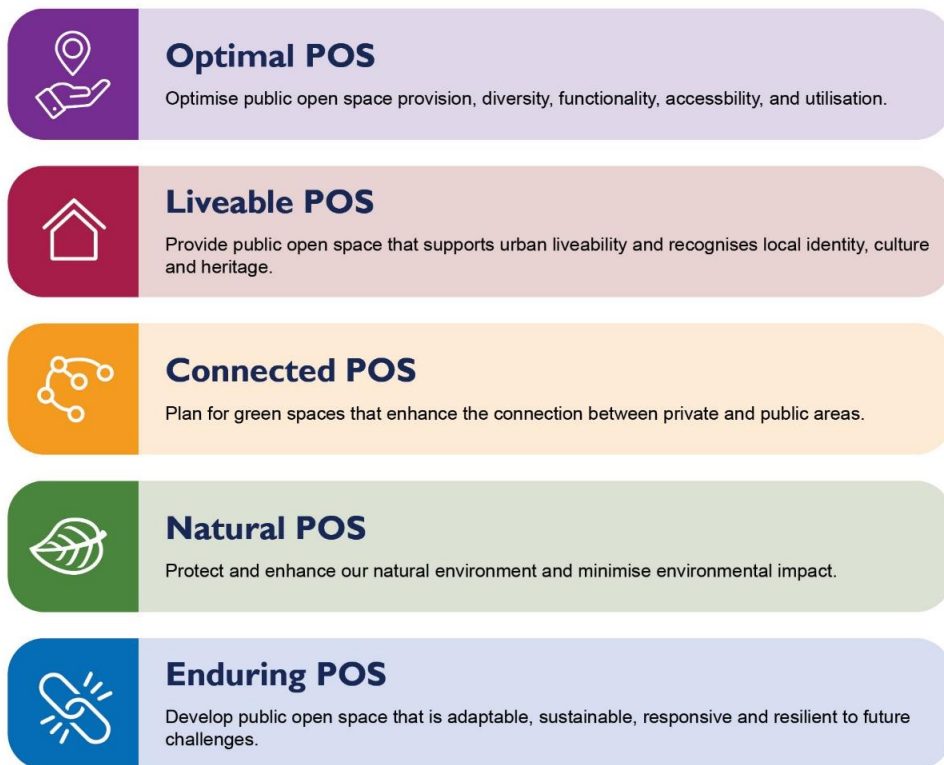 Optimal POS
Optimise public open space provision, diversity, functionality, accessbility, and utilisation.
Liveable POS
Provide public open space that supports urban liveability and recognises local identity, culture
and heritage.
Connected POS
Plan for green spaces that enhance the connection between private and public areas.
Natural POS
Protect and enhance our natural environment and minimise environmental impact.
Enduring POS
Develop public open space that is adaptable, sustainable, responsive and resilient to future
challenges.